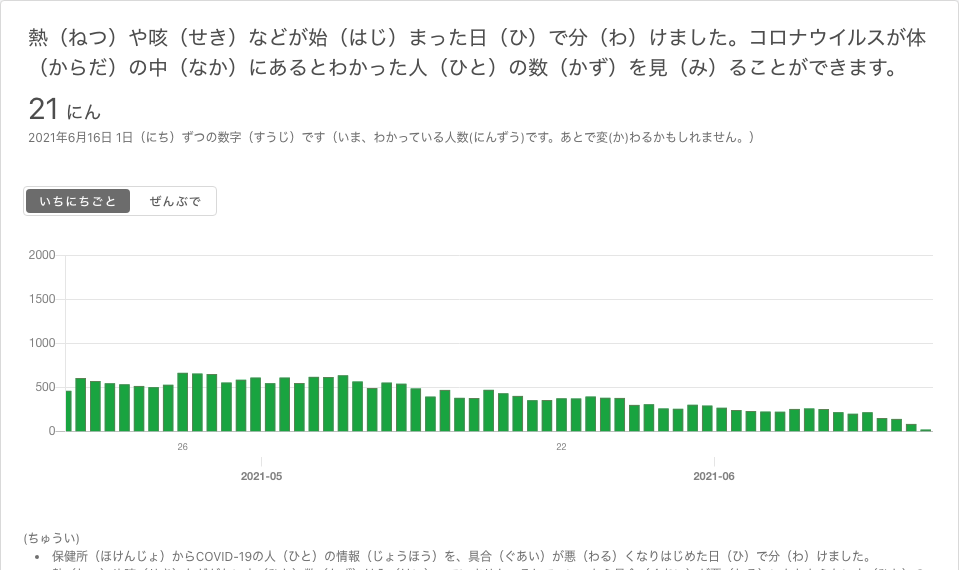 熱（ねつ）や咳（せき）などが始（はじ）まった日（ひ）で分（わ）けました。コロナウイルスが体
（からだ）の中（なか）にあるとわかった人（ひと）の数（かず）を見（み）ることができます。
21 にん
2021年6月16日 1日（にち）ずつの数字（すうじ）です（いま、わかっている人数(にんずう)です。あとで変(か)わるかもしれません。）
いちにちごと ぜんぶで
2000
1500
1000
500
0
26 22
2021-05 2021-06
(ちゅうい)
• 保健所（ほけんじょ）からCOVID-19の人（ひと）の情報（じょうほう）を、具合（ぐあい）が悪（わる）くなりはじめた日（ひ）で分（わ）けました。